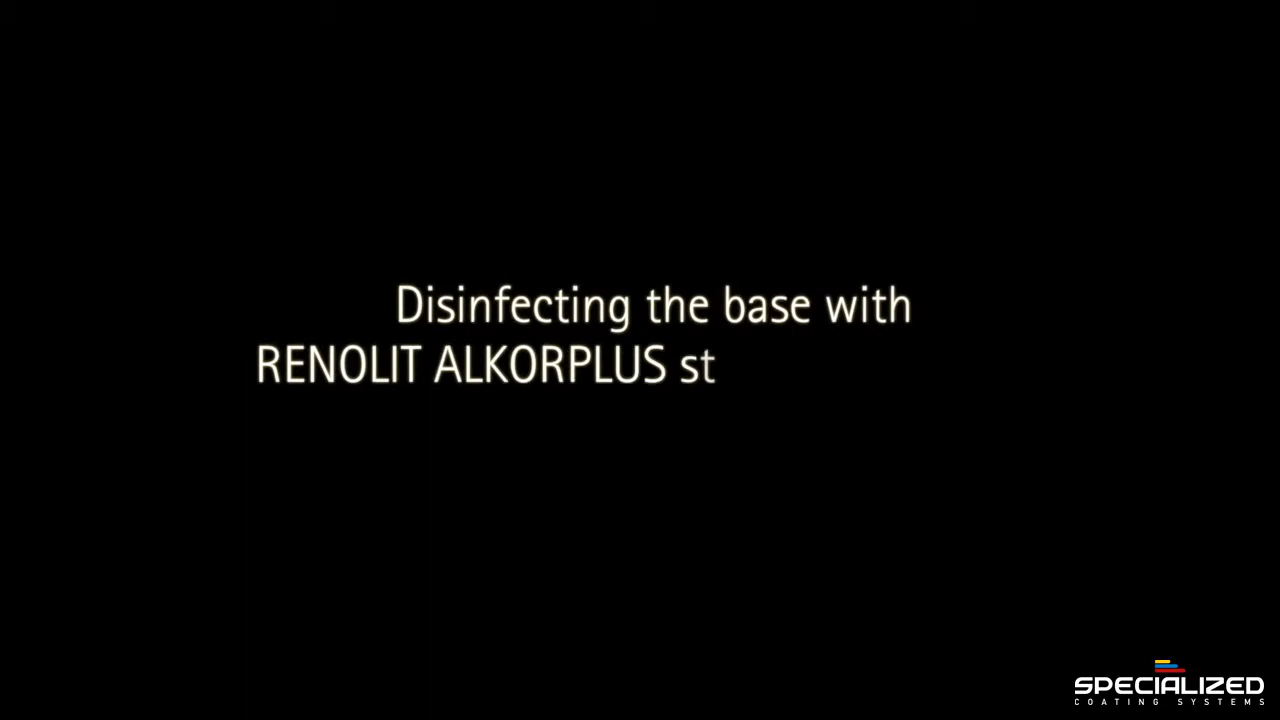 Disinfecting the base with
RENOLIT ALKORPLUS st
SPECIALIZED
COATING SYSTEMS